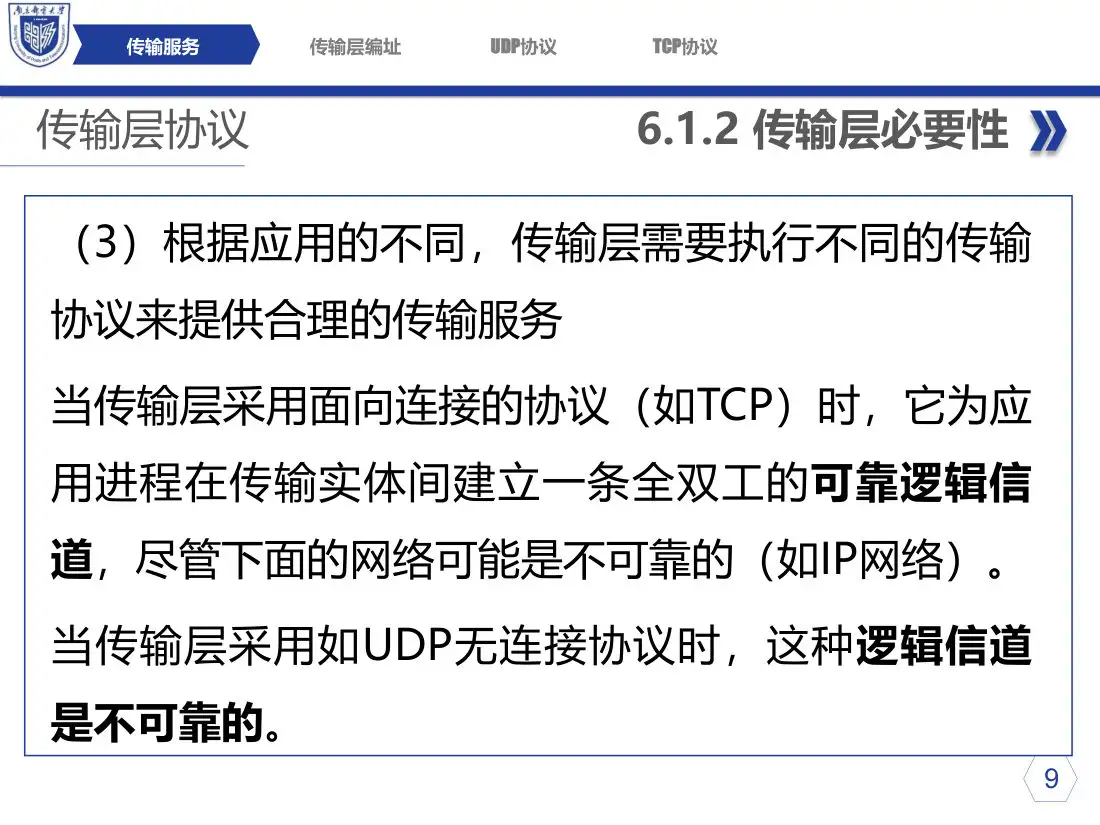 南京邮电大学
传输服务
传输层编址
UDP协议
TCP协议
传输层协议
6.1.2 传输层必要性
（3）根据应用的不同，传输层需要执行不同的传输
协议来提供合理的传输服务
当传输层采用面向连接的协议（如TCP）时，它为应
用进程在传输实体间建立一条全双工的可靠逻辑信
道，尽管下面的网络可能是不可靠的（如IP网络）。
当传输层采用如UDP无连接协议时，这种逻辑信道
是不可靠的。
9